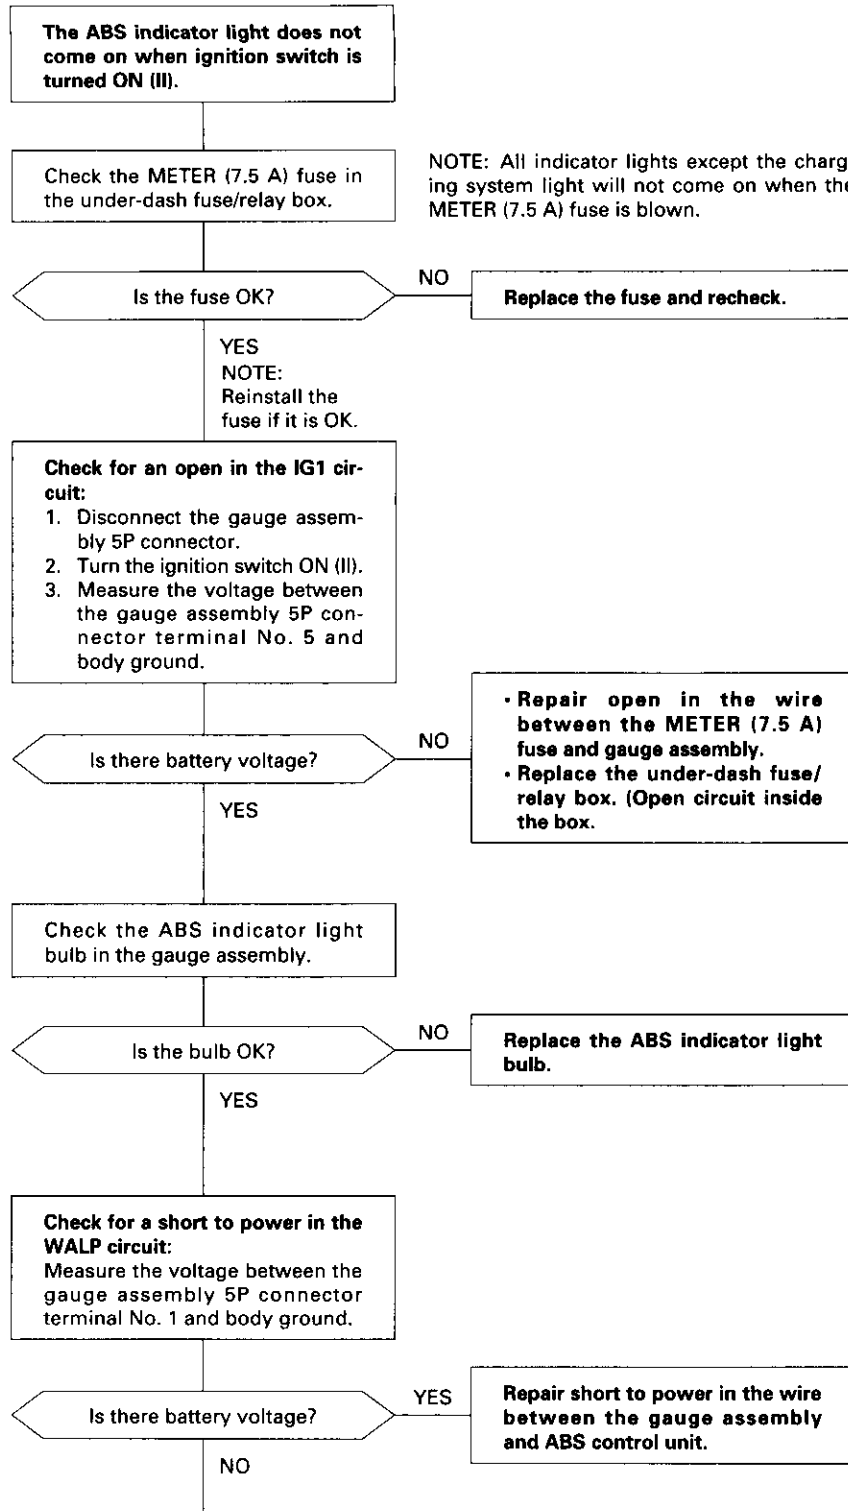 The ABS indicator light does not
come on when ignition switch is
turned ON (II).
Check the METER (7.5 A) fuse in
the under-dash fuse/relay box.
NOTE: All indicator lights except the charg-
ing system light will not come on when the
METER (7.5 A) fuse is blown.
Is the fuse OK?
NO
Replace the fuse and recheck.
YES
NOTE:
Reinstall the
fuse if it is OK.
Check for an open in the IG1 cir-
cuit:
1. Disconnect the gauge assem-
bly 5P connector.
2. Turn the ignition switch ON (II).
3. Measure the voltage between
the gauge assembly 5P con-
nector terminal No. 5 and
body ground.
Is there battery voltage?
NO
• Repair open in the wire
between the METER (7.5 A)
fuse and gauge assembly.
• Replace the under-dash fuse/
relay box. (Open circuit inside
the box.
YES
Check the ABS indicator light
bulb in the gauge assembly.
Is the bulb OK?
NO
Replace the ABS indicator light
bulb.
YES
Check for a short to power in the
WALP circuit:
Measure the voltage between the
gauge assembly 5P connector
terminal No. 1 and body ground.
Is there battery voltage?
YES
Repair short to power in the wire
between the gauge assembly
and ABS control unit.
NO